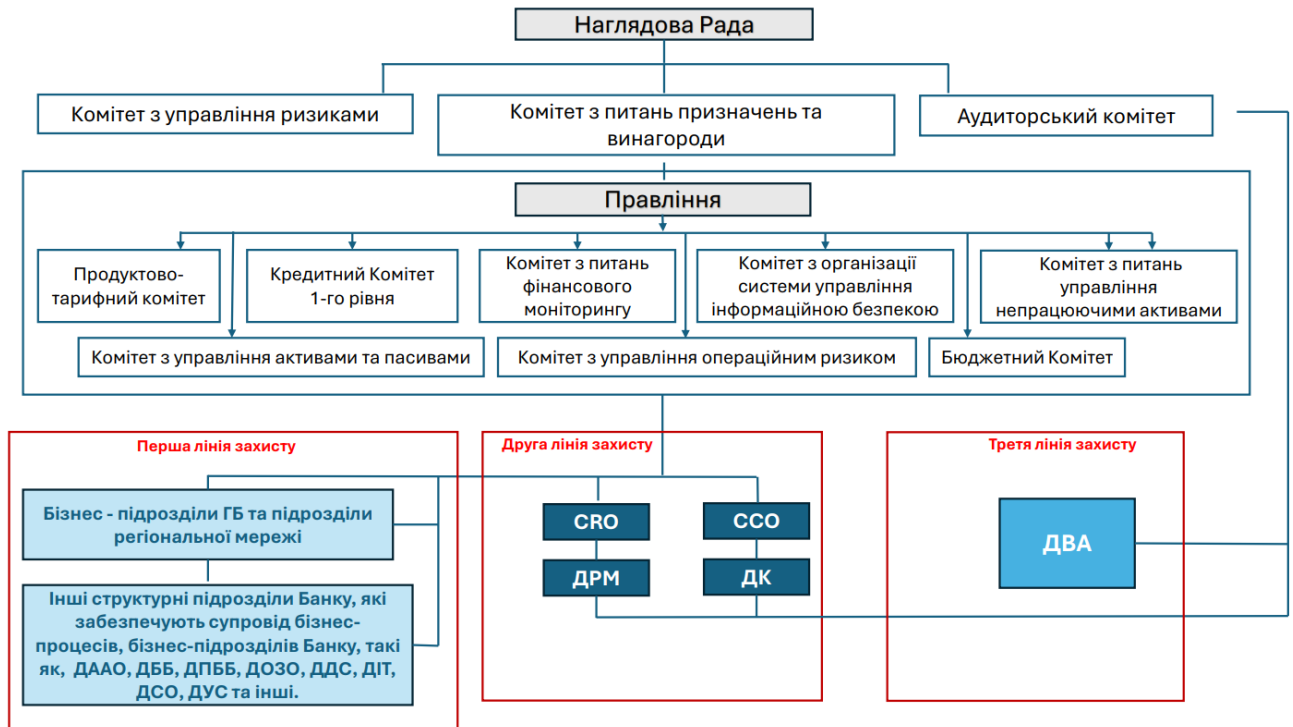 Наглядова Рада
Комітет з управління ризиками
Комітет з питань призначень та
винагороди
Аудиторський комітет
Правління
Продуктово-
тарифний комітет
Кредитний Комітет
1-го рівня
Комітет з питань
фінансового
моніторингу
Комітет з організації
системи управління
інформаційною безпекою
Комітет з питань
управління
непрацюючими активами
Комітет з управління активами та пасивами
Комітет з управління операційним ризиком
Бюджетний Комітет
Перша лінія захисту
Бізнес - підрозділи ГБ та підрозділи
регіональної мережі
Інші структурні підрозділи Банку, які
забезпечують супровід бізнес-
процесів, бізнес-підрозділів Банку, такі
як, ДААО, ДББ, ДПББ, ДОЗО, ДДС, ДІТ,
ДСО, ДУС та інші.
Друга лінія захисту
CRO
ДРМ
ССО
ДК
Третя лінія захисту
ДВА